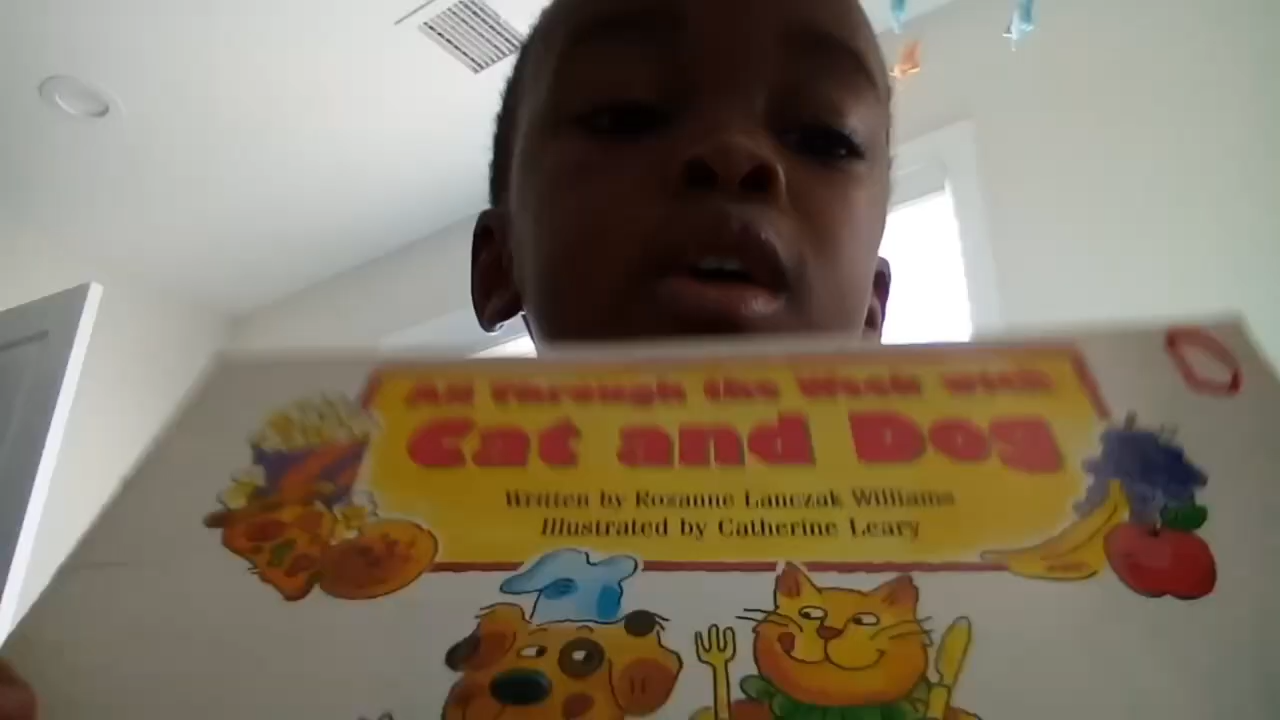 All Through the Week with
Cat and Dog
Written by Rozanne Lanczak Williams
Illustrated by Catherine Leary